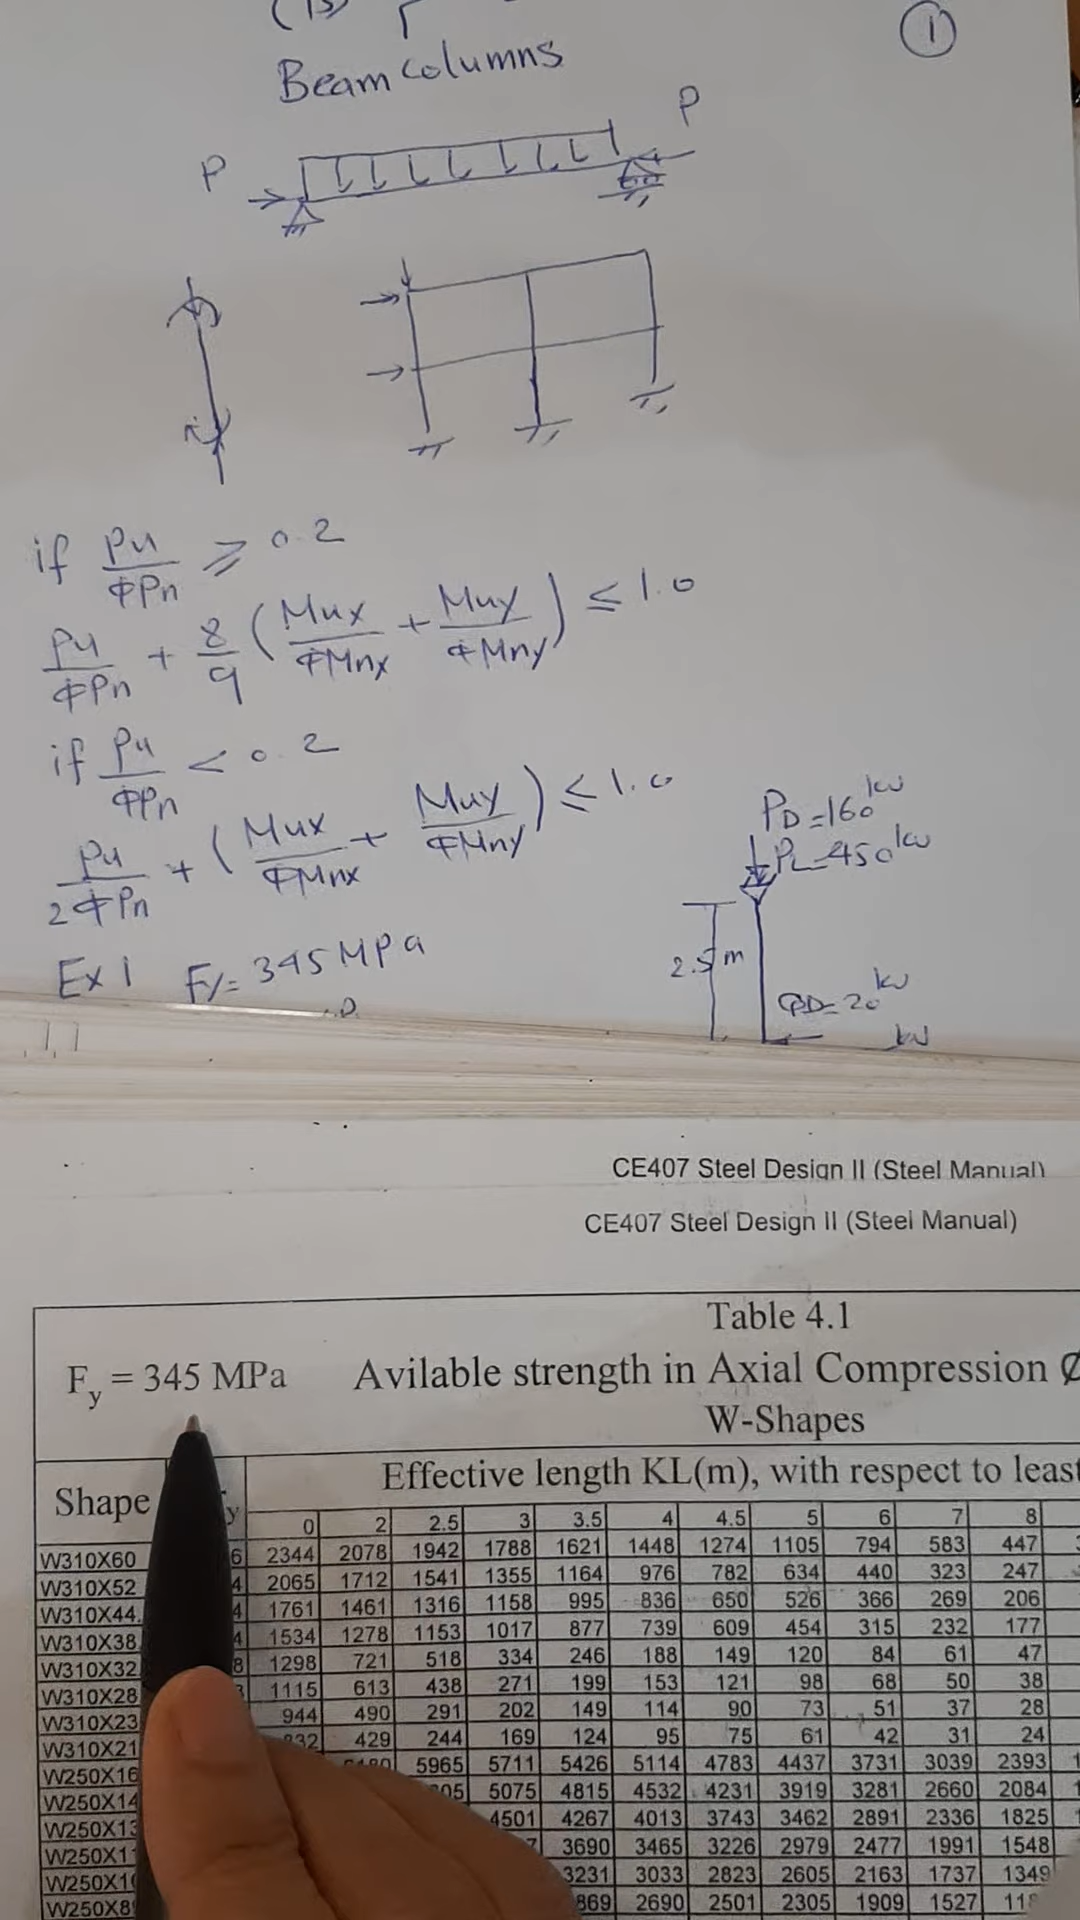 (13)
①
Beam columns
P
P
if Pu/ΦPn ≥ 0.2
Pu/ΦPn + 8/9 (Mux/ΦMnx + Muy/ΦMny) ≤ 1.0
if Pu/ΦPn < 0.2
Pu/2ΦPn + (Mux/ΦMnx + Muy/ΦMny) ≤ 1.0
PD=160 kN
PL=450 kN
2.5 m
QD=20 kN
kN
Ex 1 Fy= 345 MPa
CE407 Steel Design II (Steel Manual)
CE407 Steel Design II (Steel Manual)
Table 4.1
Fy = 345 MPa Avilable strength in Axial Compression
W-Shapes
Effective length KL(m), with respect to
Shape y
0 2 2.5 3 3.5 4 4.5 5 6 7 8
W310X60 6 2344 2078 1942 1788 1621 1448 1274 1105 794 583 447
W310X52 4 2065 1712 1541 1355 1164 976 782 634 440 323 247
W310X44. 4 1761 1461 1316 1158 995 836 650 526 366 269 206
W310X38. 4 1534 1278 1153 1017 877 739 609 454 315 232 177
W310X32 8 1298 721 518 334 246 188 149 120 84 61 47
W310X28 1115 613 438 271 199 153 121 98 68 50 38
W310X23 944 490 291 202 149 114 90 73 51 37 28
W310X21 832 429 244 169 124 95 75 61 42 31 24
W250X16 5965 5711 5426 5114 4783 4437 3731 3039 2393
W250X14 5075 4815 4532 4231 3919 3281 2660 2084
W250X13 4501 4267 4013 3743 3462 2891 2336 1825
W250X1 3690 3465 3226 2979 2477 1991 1548
W250X1 3231 3033 2823 2605 2163 1737 1349
W250X8 869 2690 2501 2305 1909 1527